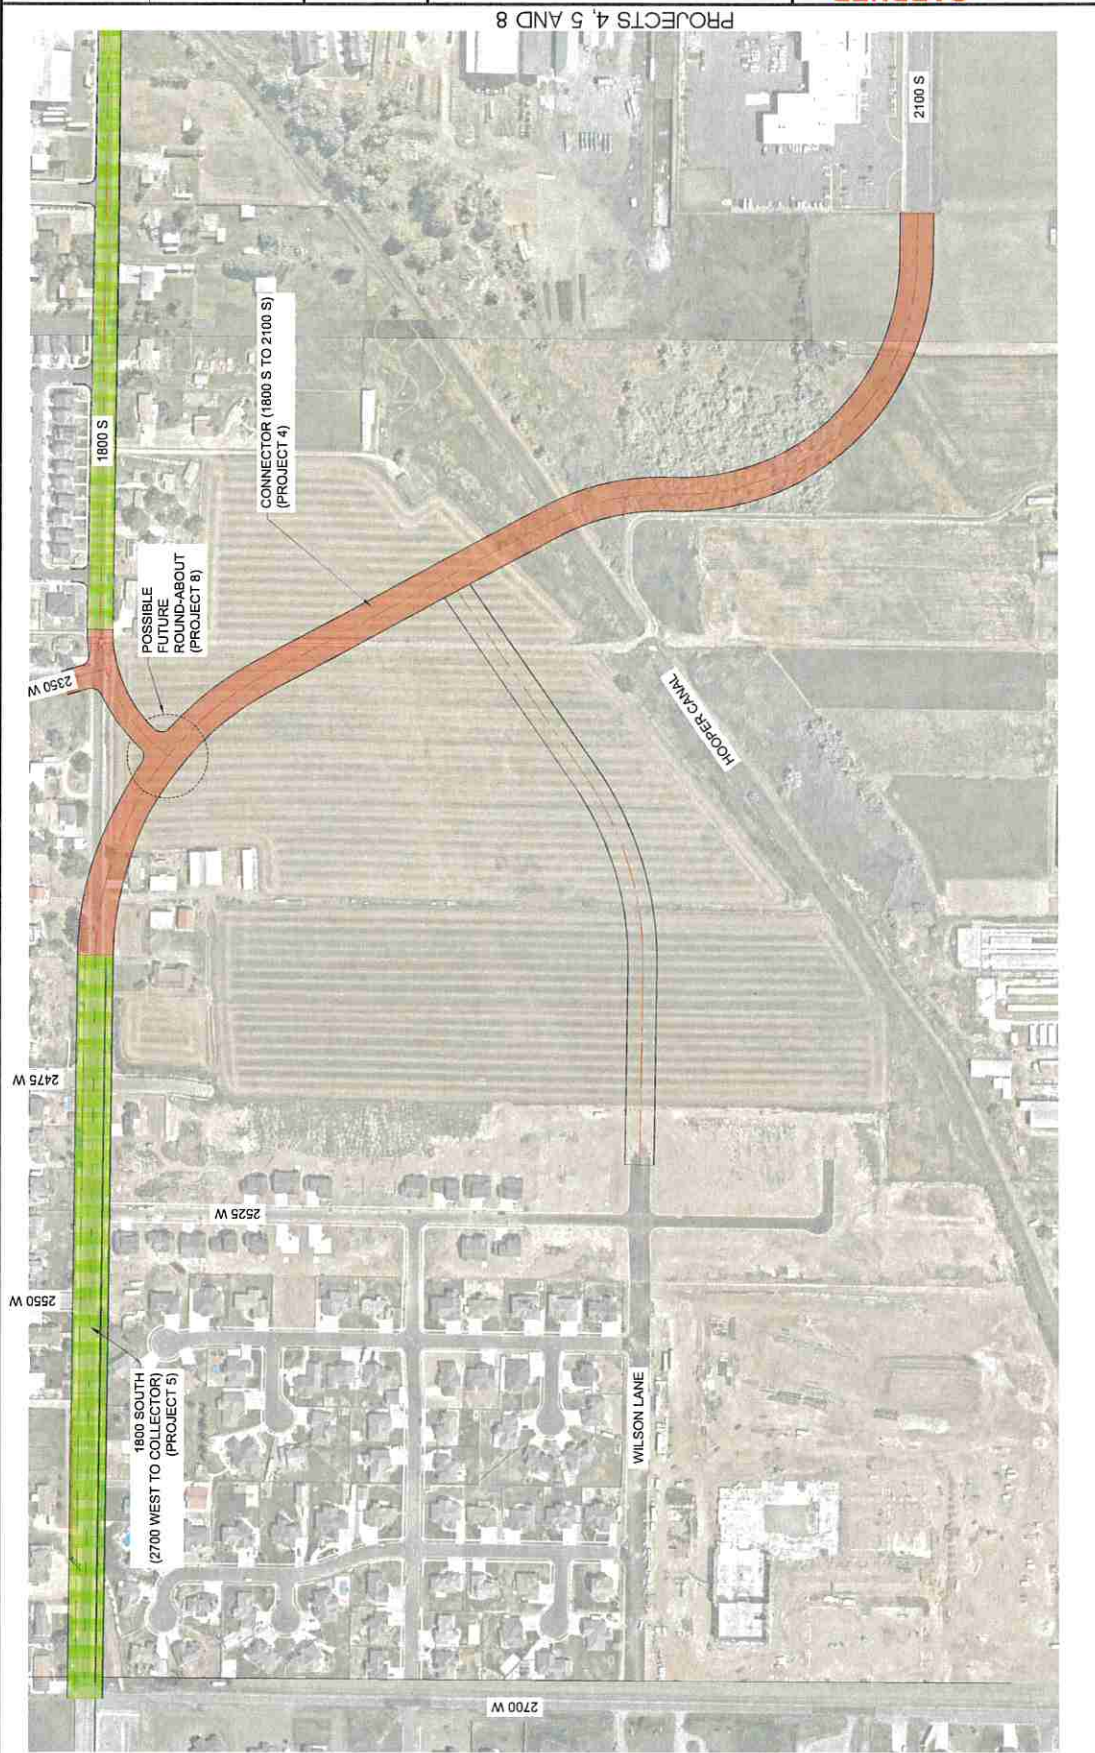 PROJECTS 4, 5 AND 8
2100 S
1800 S
CONNECTOR (1800 S TO 2100 S)
(PROJECT 4)
POSSIBLE
FUTURE
ROUND-ABOUT
(PROJECT 8)
2350 W
HOOPER CANAL
2475 W
2525 W
2550 W
1800 SOUTH
(2700 WEST TO COLLECTOR)
(PROJECT 5)
WILSON LANE
2700 W